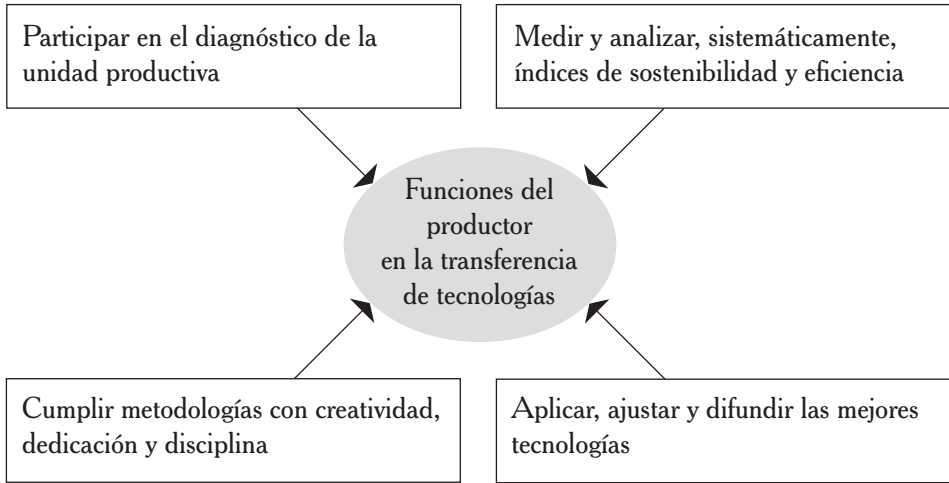 Participar en el diagnóstico de la
unidad productiva
Medir y analizar, sistemáticamente,
índices de sostenibilidad y eficiencia
Funciones del
productor
en la transferencia
de tecnologías
Cumplir metodologías con creatividad,
dedicación y disciplina
Aplicar, ajustar y difundir las mejores
tecnologías